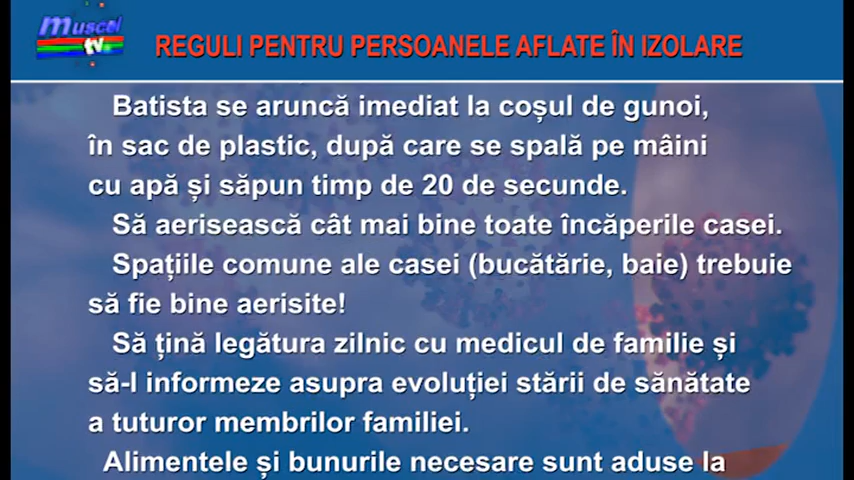 muscel
tv
REGULI PENTRU PERSOANELE AFLATE ÎN IZOLARE
Batista se aruncă imediat la coșul de gunoi,
în sac de plastic, după care se spală pe mâini
cu apă și săpun timp de 20 de secunde.
Să aerisească cât mai bine toate încăperile casei.
Spațiile comune ale casei (bucătărie, baie) trebuie
să fie bine aerisite!
Să țină legătura zilnic cu medicul de familie și
să-l informeze asupra evoluției stării de sănătate
a tuturor membrilor familiei.
Alimentele și bunurile necesare sunt aduse la